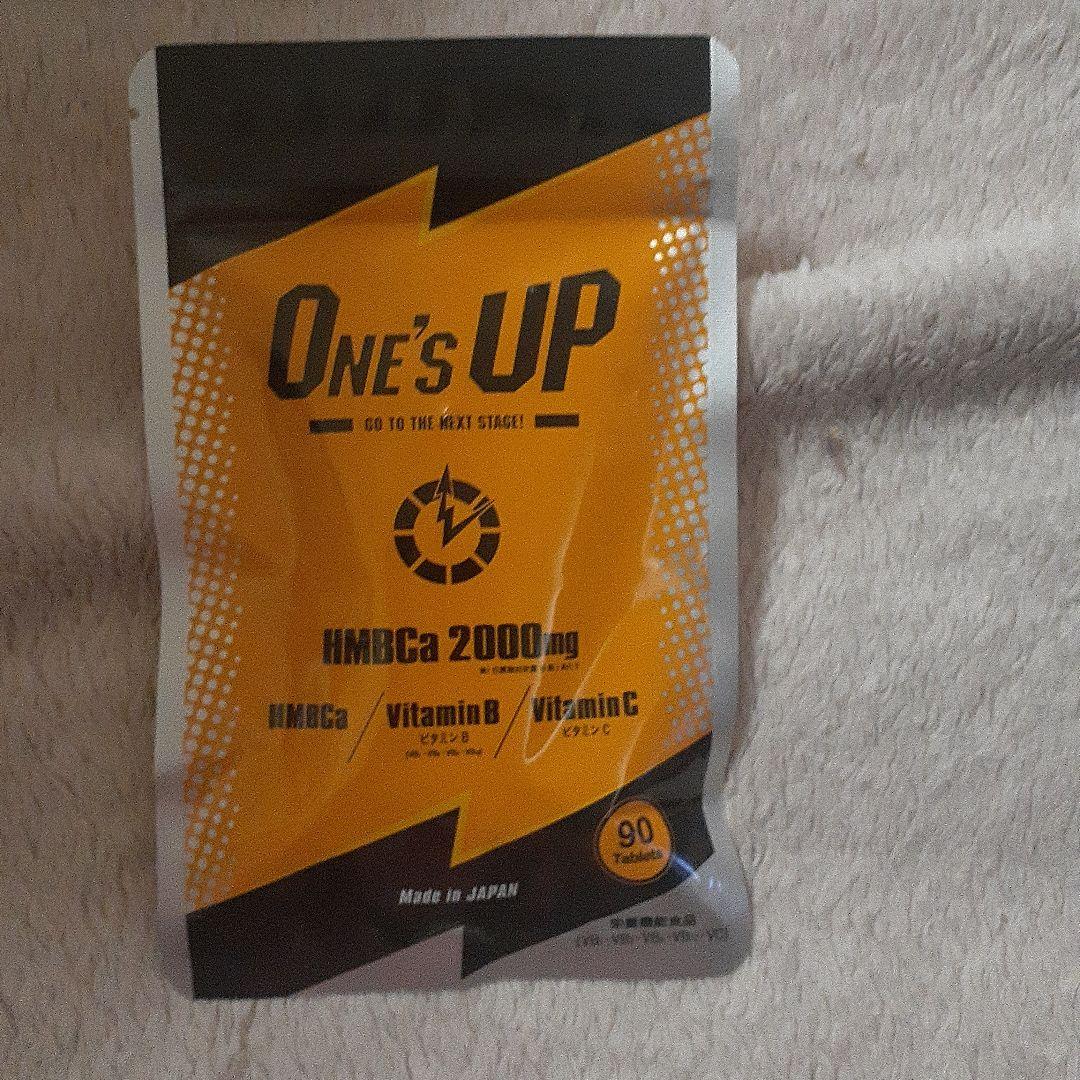 ONE'S UP
GO TO THE NEXT STAGE!
HMBCa 2000mg
HMBCa / Vitamin B / Vitamin C
ビタミンB ビタミンC
90
Tablets
Made in JAPAN
栄養機能食品